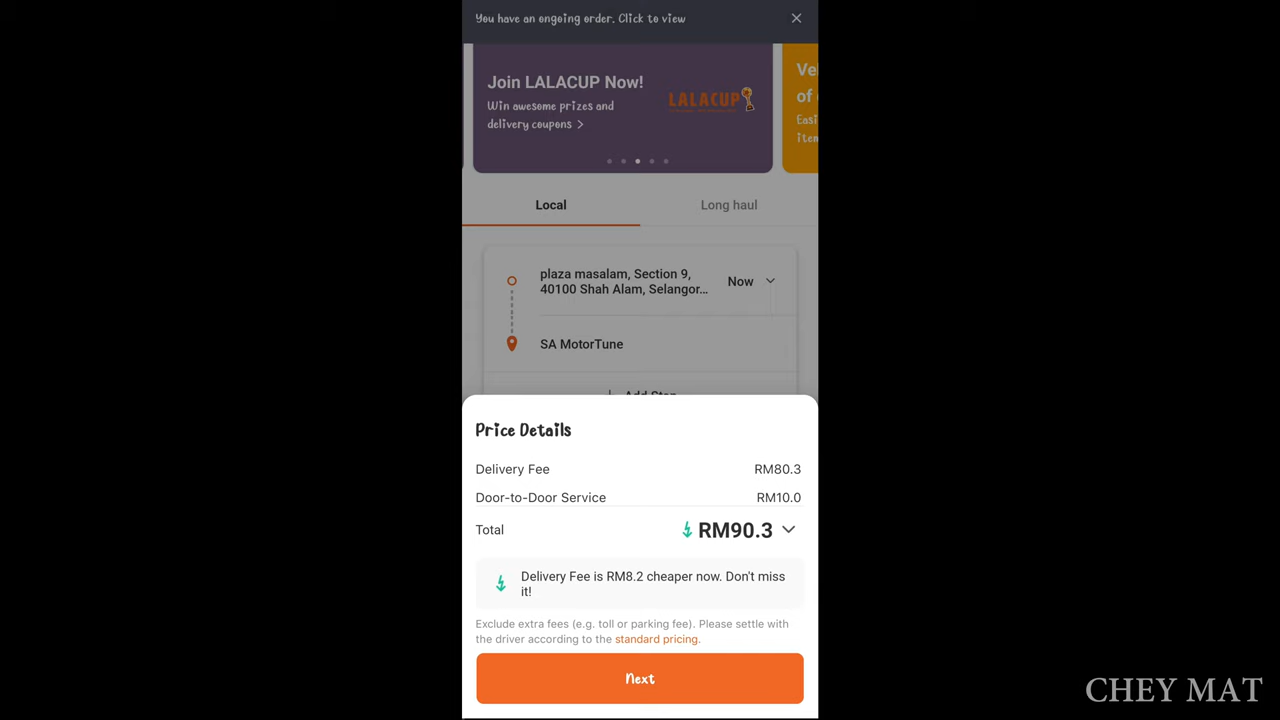 You have an ongoing order. Click to view
Join LALACUP Now!
Win awesome prizes and
delivery coupons >
LALACUP
Local
Long haul
plaza masalam, Section 9,
40100 Shah Alam, Selangor...
Now
SA MotorTune
Add Stop
Price Details
Delivery Fee RM80.3
Door-to-Door Service RM10.0
Total RM90.3
Delivery Fee is RM8.2 cheaper now. Don't miss
it!
Exclude extra fees (e.g. toll or parking fee). Please settle with
the driver according to the standard pricing.
Next
CHEY MAT